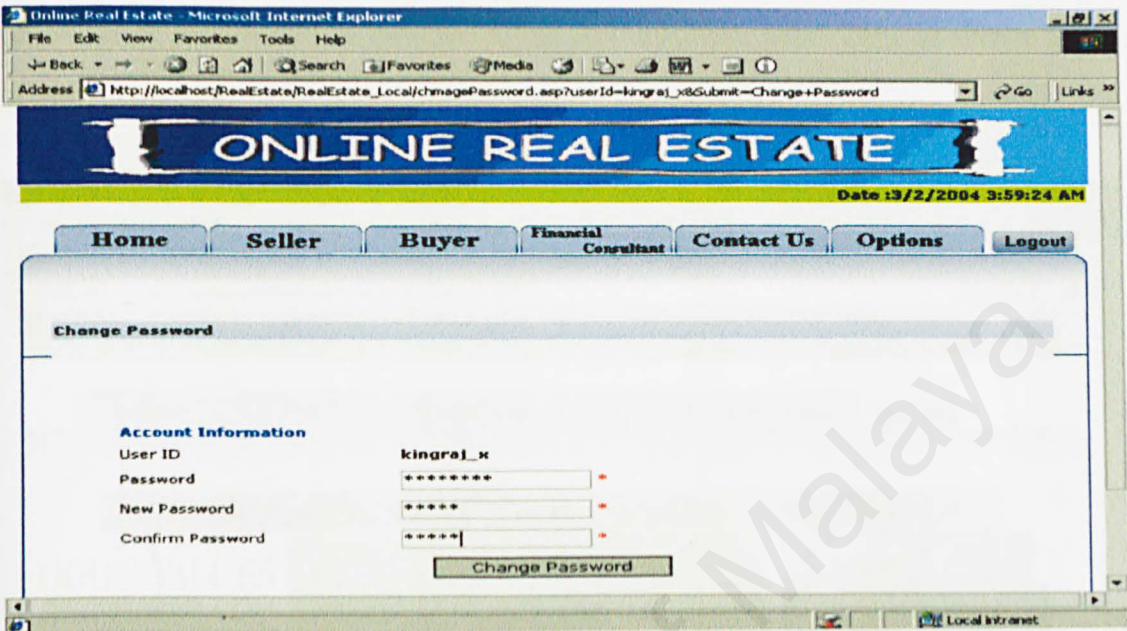 Online Real Estate - Microsoft Internet Explorer
File Edit View Favorites Tools Help
Back Search Favorites Media
Address http://localhost/RealEstate/RealEstate_Local/chmagePassword.asp?userId=kingraj_x&Submit=Change+Password Go Links »
ONLINE REAL ESTATE
Date :3/2/2004 3:59:24 AM
Home Seller Buyer Financial Consultant Contact Us Options Logout
Change Password
Account Information
User ID kingraj_x
Password ******** *
New Password ***** *
Confirm Password ***** *
Change Password
Local intranet
Malaya